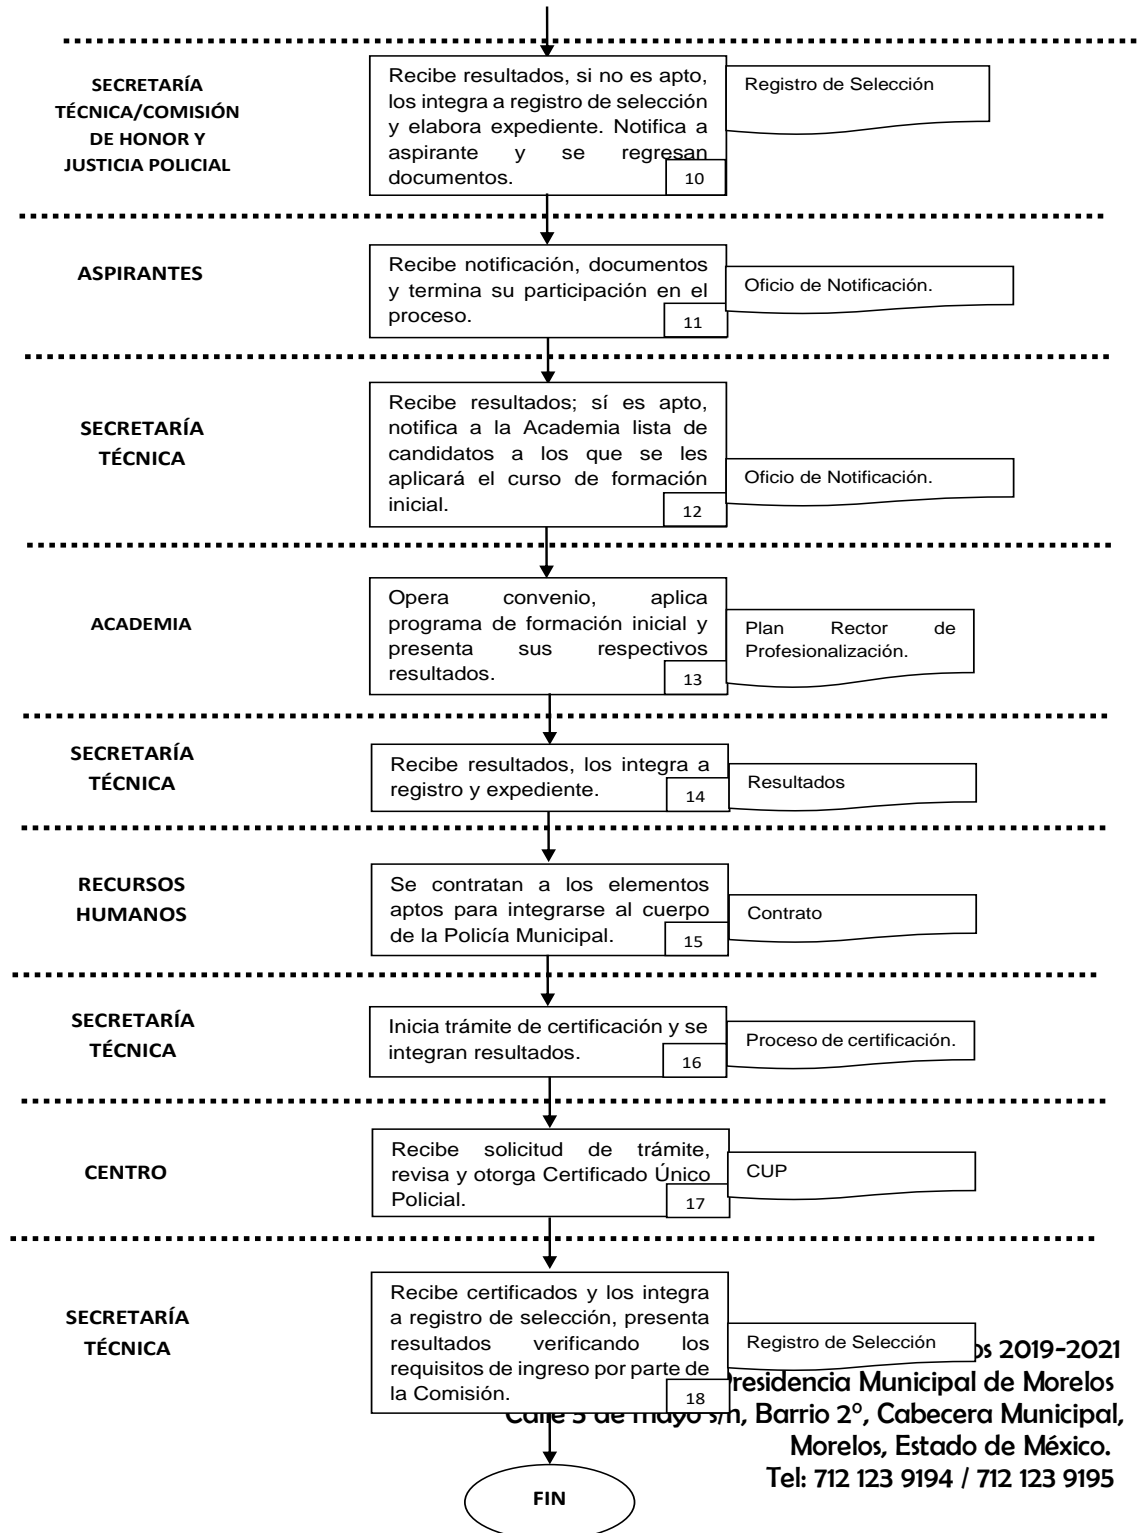 SECRETARÍA
TÉCNICA/COMISIÓN
DE HONOR Y
JUSTICIA POLICIAL
Recibe resultados, si no es apto,
los integra a registro de selección
y elabora expediente. Notifica a
aspirante y se regresan
documentos.
10
Registro de Selección
ASPIRANTES
Recibe notificación, documentos
y termina su participación en el
proceso.
11
Oficio de Notificación.
SECRETARÍA
TÉCNICA
Recibe resultados; sí es apto,
notifica a la Academia lista de
candidatos a los que se les
aplicará el curso de formación
inicial.
12
Oficio de Notificación.
ACADEMIA
Opera convenio, aplica
programa de formación inicial y
presenta sus respectivos
resultados.
13
Plan Rector de
Profesionalización.
SECRETARÍA
TÉCNICA
Recibe resultados, los integra a
registro y expediente.
14
Resultados
RECURSOS
HUMANOS
Se contratan a los elementos
aptos para integrarse al cuerpo
de la Policía Municipal.
15
Contrato
SECRETARÍA
TÉCNICA
Inicia trámite de certificación y se
integran resultados.
16
Proceso de certificación.
CENTRO
Recibe solicitud de trámite,
revisa y otorga Certificado Único
Policial.
17
CUP
SECRETARÍA
TÉCNICA
Recibe certificados y los integra
a registro de selección, presenta
resultados verificando los
requisitos de ingreso por parte de
la Comisión.
18
Registro de Selección
2019-2021
Presidencia Municipal de Morelos
Calle 5 de mayo s/n, Barrio 2°, Cabecera Municipal,
Morelos, Estado de México.
Tel: 712 123 9194 / 712 123 9195
FIN